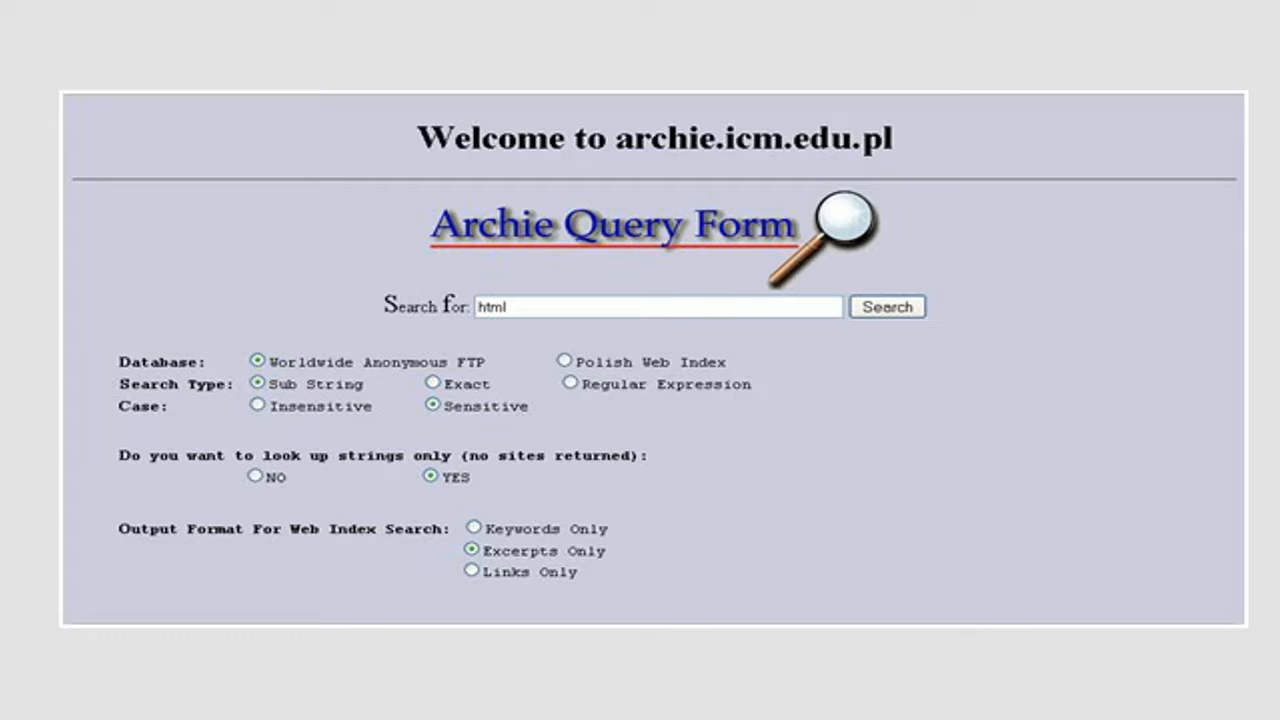 Welcome to archie.icm.edu.pl
Archie Query Form
Search for: html Search
Database: Worldwide Anonymous FTP Polish Web Index
Search Type: Sub String Exact Regular Expression
Case: Insensitive Sensitive
Do you want to look up strings only (no sites returned):
NO YES
Output Format For Web Index Search: Keywords Only
Excerpts Only
Links Only